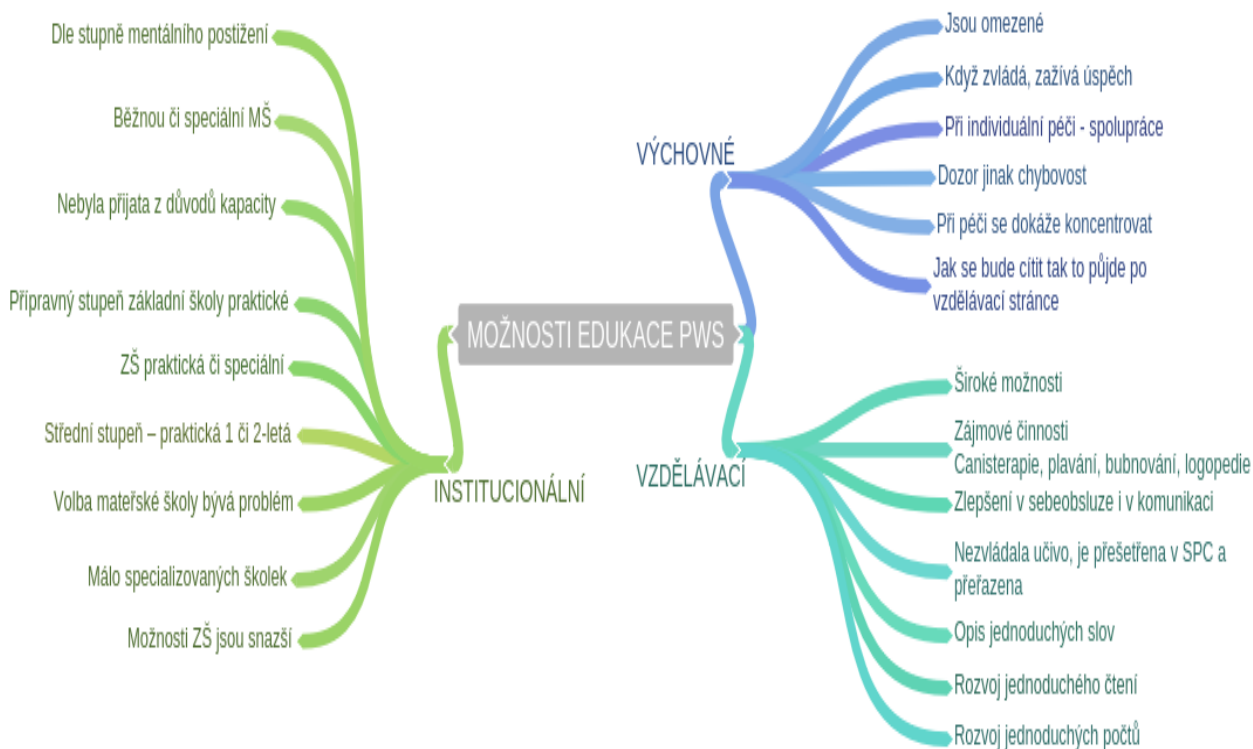 MOŽNOSTI EDUKACE PWS
VÝCHOVNÉ
Jsou omezené
Když zvládá, zažívá úspěch
Při individuální péči - spolupráce
Dozor jinak chybovost
Při péči se dokáže koncentrovat
Jak se bude cítit tak to půjde po
vzdělávací stránce
VZDĚLÁVACÍ
Široké možnosti
Zájmové činnosti
Canisterapie, plavání, bubnování, logopedie
Zlepšení v sebeobsluze i v komunikaci
Nezvládala učivo, je přešetřena v SPC a
přeřazena
Opis jednoduchých slov
Rozvoj jednoduchého čtení
Rozvoj jednoduchých počtů
INSTITUCIONÁLNÍ
Dle stupně mentálního postižení
Běžnou či speciální MŠ
Nebyla přijata z důvodů kapacity
Přípravný stupeň základní školy praktické
ZŠ praktická či speciální
Střední stupeň – praktická 1 či 2-letá
Volba mateřské školy bývá problém
Málo specializovaných školek
Možnosti ZŠ jsou snazší